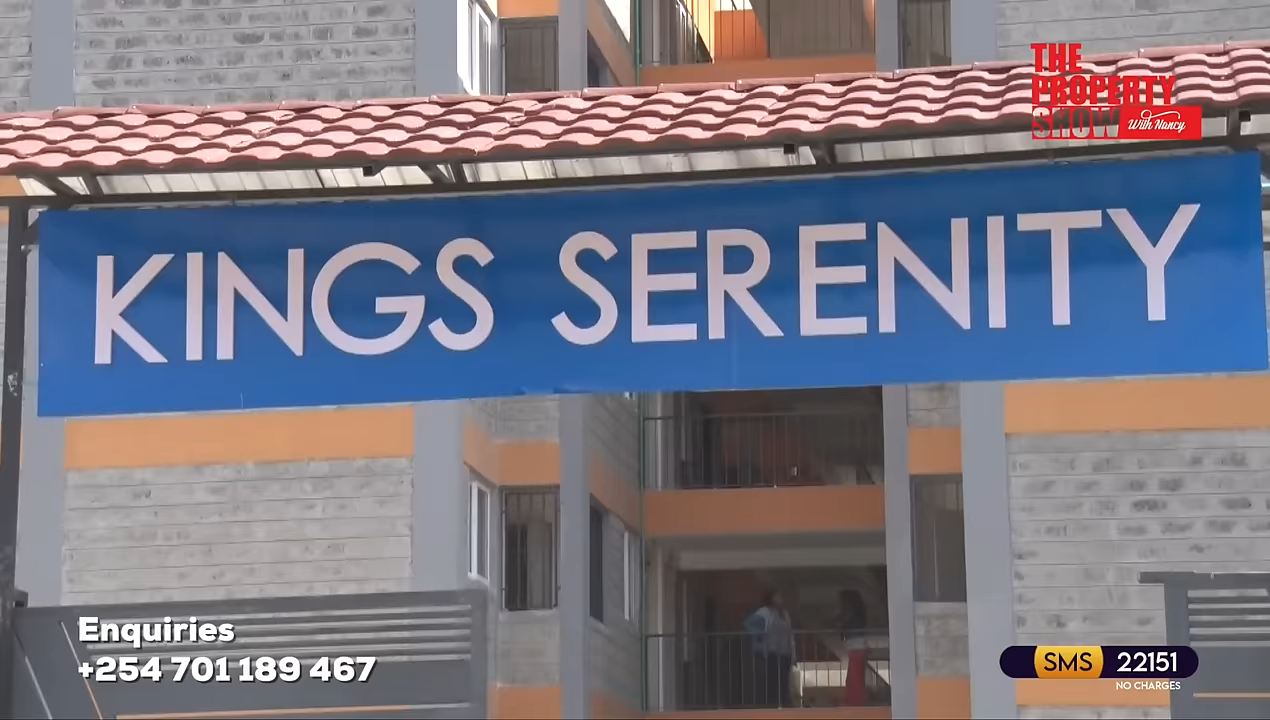 THE
PROPERTY
SHOW
With Nancy
KINGS SERENITY
Enquiries
+254 701 189 467
SMS 22151
NO CHARGES